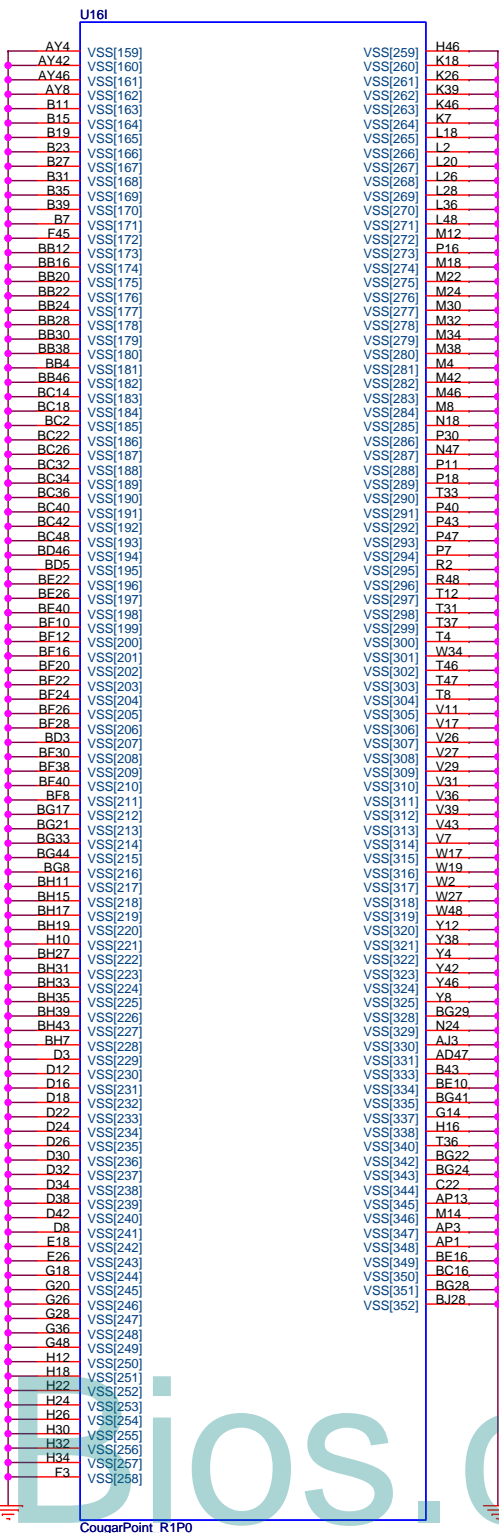 U16I
AY4 VSS[159]
AY42 VSS[160]
AY46 VSS[161]
AY8 VSS[162]
B11 VSS[163]
B15 VSS[164]
B19 VSS[165]
B23 VSS[166]
B27 VSS[167]
B31 VSS[168]
B35 VSS[169]
B39 VSS[170]
B7 VSS[171]
F45 VSS[172]
BB12 VSS[173]
BB16 VSS[174]
BB20 VSS[175]
BB22 VSS[176]
BB24 VSS[177]
BB28 VSS[178]
BB30 VSS[179]
BB38 VSS[180]
BB4 VSS[181]
BB46 VSS[182]
BC14 VSS[183]
BC18 VSS[184]
BC2 VSS[185]
BC22 VSS[186]
BC26 VSS[187]
BC32 VSS[188]
BC34 VSS[189]
BC36 VSS[190]
BC40 VSS[191]
BC42 VSS[192]
BC48 VSS[193]
BD46 VSS[194]
BD5 VSS[195]
BE22 VSS[196]
BE26 VSS[197]
BE40 VSS[198]
BF10 VSS[199]
BF12 VSS[200]
BF16 VSS[201]
BF20 VSS[202]
BF22 VSS[203]
BF24 VSS[204]
BF26 VSS[205]
BF28 VSS[206]
BD3 VSS[207]
BF30 VSS[208]
BF38 VSS[209]
BF40 VSS[210]
BF8 VSS[211]
BG17 VSS[212]
BG21 VSS[213]
BG33 VSS[214]
BG44 VSS[215]
BG8 VSS[216]
BH11 VSS[217]
BH15 VSS[218]
BH17 VSS[219]
BH19 VSS[220]
H10 VSS[221]
BH27 VSS[222]
BH31 VSS[223]
BH33 VSS[224]
BH35 VSS[225]
BH39 VSS[226]
BH43 VSS[227]
BH7 VSS[228]
D3 VSS[229]
D12 VSS[230]
D16 VSS[231]
D18 VSS[232]
D22 VSS[233]
D24 VSS[234]
D26 VSS[235]
D30 VSS[236]
D32 VSS[237]
D34 VSS[238]
D38 VSS[239]
D42 VSS[240]
D8 VSS[241]
E18 VSS[242]
E26 VSS[243]
G18 VSS[244]
G20 VSS[245]
G26 VSS[246]
G28 VSS[247]
G36 VSS[248]
G48 VSS[249]
H12 VSS[250]
H18 VSS[251]
H22 VSS[252]
H24 VSS[253]
H26 VSS[254]
H30 VSS[255]
H32 VSS[256]
H34 VSS[257]
F3 VSS[258]
VSS[259] H46
VSS[260] K18
VSS[261] K26
VSS[262] K39
VSS[263] K46
VSS[264] K7
VSS[265] L18
VSS[266] L2
VSS[267] L20
VSS[268] L26
VSS[269] L28
VSS[270] L36
VSS[271] L48
VSS[272] M12
VSS[273] P16
VSS[274] M18
VSS[275] M22
VSS[276] M24
VSS[277] M30
VSS[278] M32
VSS[279] M34
VSS[280] M38
VSS[281] M4
VSS[282] M42
VSS[283] M46
VSS[284] M8
VSS[285] N18
VSS[286] P30
VSS[287] N47
VSS[288] P11
VSS[289] P18
VSS[290] T33
VSS[291] P40
VSS[292] P43
VSS[293] P47
VSS[294] P7
VSS[295] R2
VSS[296] R48
VSS[297] T12
VSS[298] T31
VSS[299] T37
VSS[300] T4
VSS[301] W34
VSS[302] T46
VSS[303] T47
VSS[304] T8
VSS[305] V11
VSS[306] V17
VSS[307] V26
VSS[308] V27
VSS[309] V29
VSS[310] V31
VSS[311] V36
VSS[312] V39
VSS[313] V43
VSS[314] V7
VSS[315] W17
VSS[316] W19
VSS[317] W2
VSS[318] W27
VSS[319] W48
VSS[320] Y12
VSS[321] Y38
VSS[322] Y4
VSS[323] Y42
VSS[324] Y46
VSS[325] Y8
VSS[328] BG29
VSS[329] N24
VSS[330] AJ3
VSS[331] AD47
VSS[333] B43
VSS[334] BE10
VSS[335] BG41
VSS[337] G14
VSS[338] H16
VSS[340] T36
VSS[342] BG22
VSS[343] BG24
VSS[344] C22
VSS[345] AP13
VSS[346] M14
VSS[347] AP3
VSS[348] AP1
VSS[349] BE16
VSS[350] BC16
VSS[351] BG28
VSS[352] BJ28
Bios.
CougarPoint_R1P0